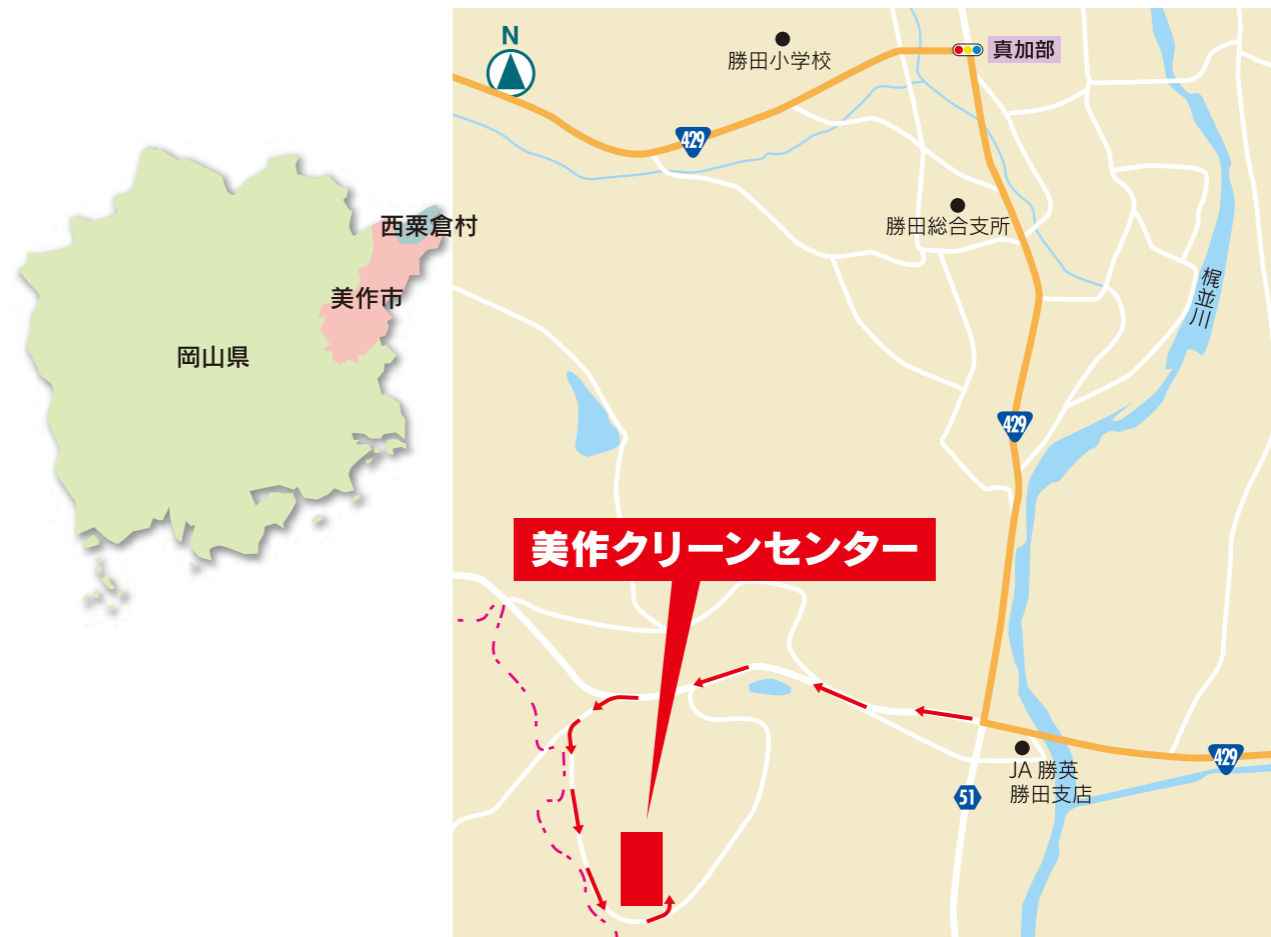 N
勝田小学校
真加部
429
西粟倉村
勝田総合支所
美作市
梶並川
岡山県
429
美作クリーンセンター
JA 勝英
勝田支店
429
51